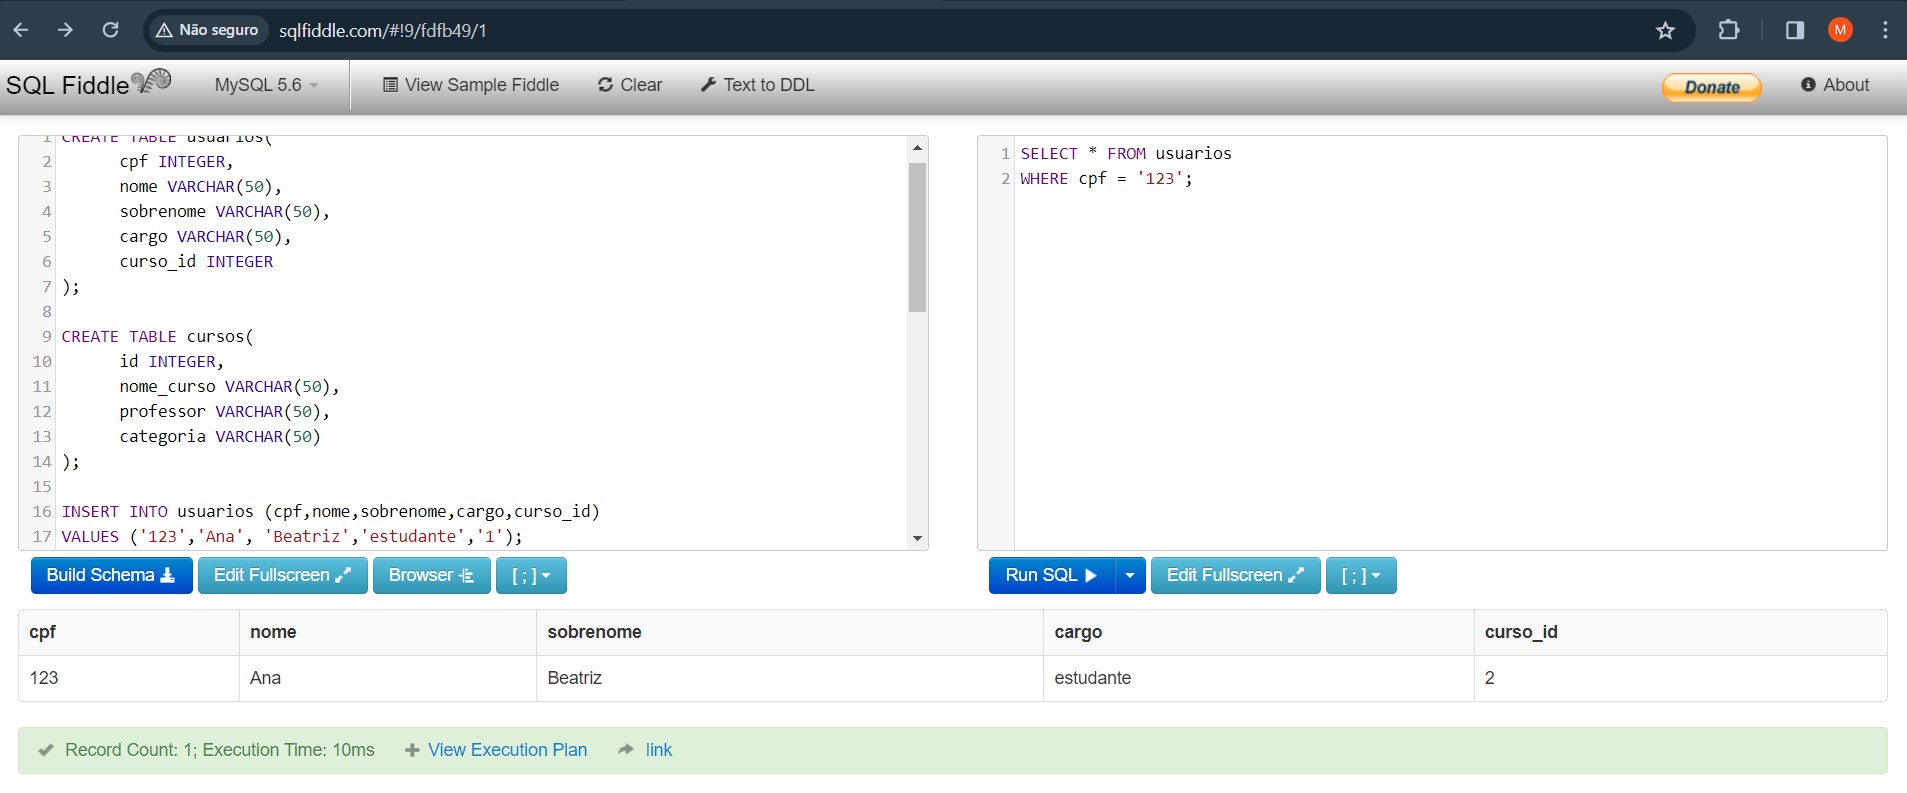 Não seguro sqlfiddle.com/#!9/fdfb49/1 M
SQL Fiddle MySQL 5.6 View Sample Fiddle Clear Text to DDL Donate About
1 CREATE TABLE usuarios(
2 cpf INTEGER,
3 nome VARCHAR(50),
4 sobrenome VARCHAR(50),
5 cargo VARCHAR(50),
6 curso_id INTEGER
7 );
8
9 CREATE TABLE cursos(
10 id INTEGER,
11 nome_curso VARCHAR(50),
12 professor VARCHAR(50),
13 categoria VARCHAR(50)
14 );
15
16 INSERT INTO usuarios (cpf,nome,sobrenome,cargo,curso_id)
17 VALUES ('123','Ana', 'Beatriz','estudante','1');
1 SELECT * FROM usuarios
2 WHERE cpf = '123';
Build Schema Edit Fullscreen Browser [ ; ]
Run SQL Edit Fullscreen [ ; ]
cpf nome sobrenome cargo curso_id
123 Ana Beatriz estudante 2
Record Count: 1; Execution Time: 10ms View Execution Plan link